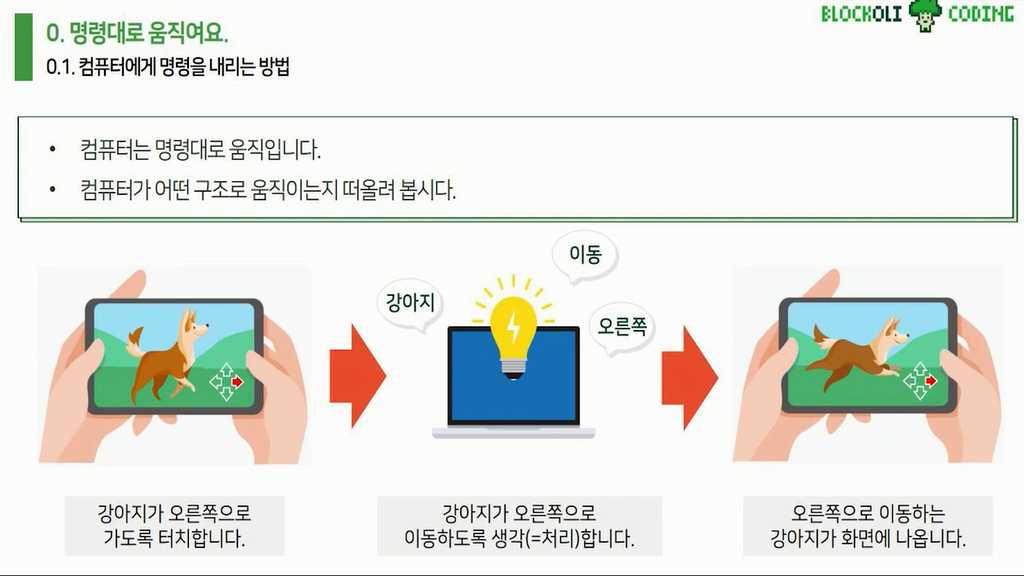 BLOCKOLI CODING
0. 명령대로 움직여요.
0.1. 컴퓨터에게 명령을 내리는 방법
• 컴퓨터는 명령대로 움직입니다.
• 컴퓨터가 어떤 구조로 움직이는지 떠올려 봅시다.
이동
강아지
오른쪽
강아지가 오른쪽으로
가도록 터치합니다.
강아지가 오른쪽으로
이동하도록 생각(=처리)합니다.
오른쪽으로 이동하는
강아지가 화면에 나옵니다.